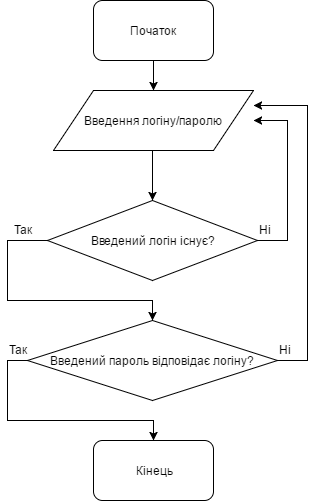 Початок
Введення логіну/паролю
Так
Введений логін існує?
Ні
Так
Введений пароль відповідає логіну?
Ні
Кінець